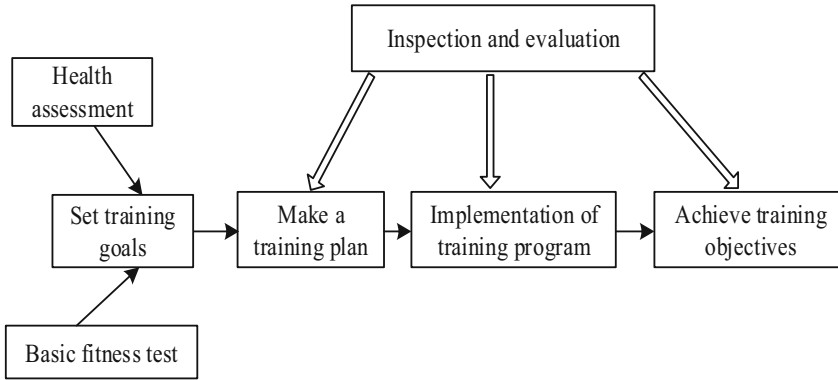 Inspection and evaluation
Health
assessment
Set training
goals
Make a
training plan
Implementation of
training program
Achieve training
objectives
Basic fitness test